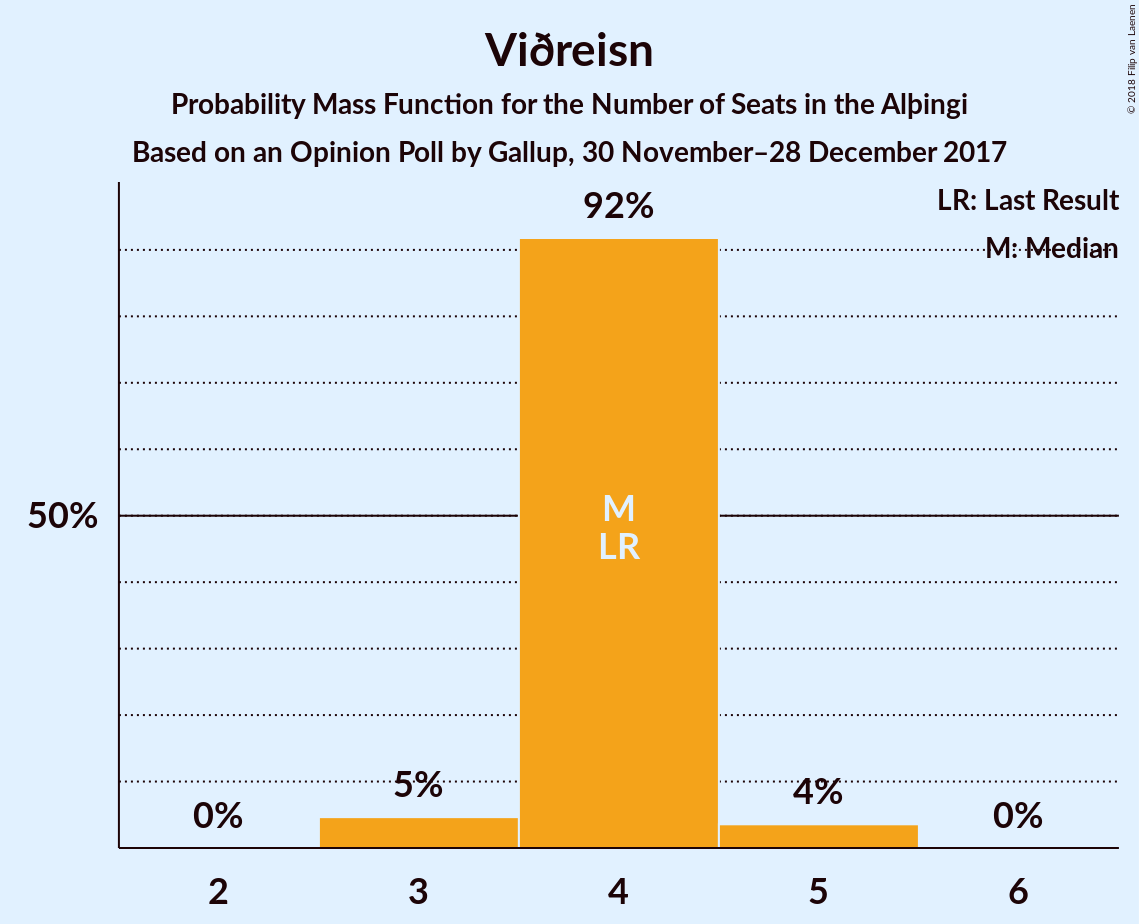 Viðreisn
Probability Mass Function for the Number of Seats in the Alþingi
Based on an Opinion Poll by Gallup, 30 November–28 December 2017
© 2018 Filip van Laenen
LR: Last Result
M: Median
92%
50%
M
LR
0%
5%
4%
0%
2
3
4
5
6